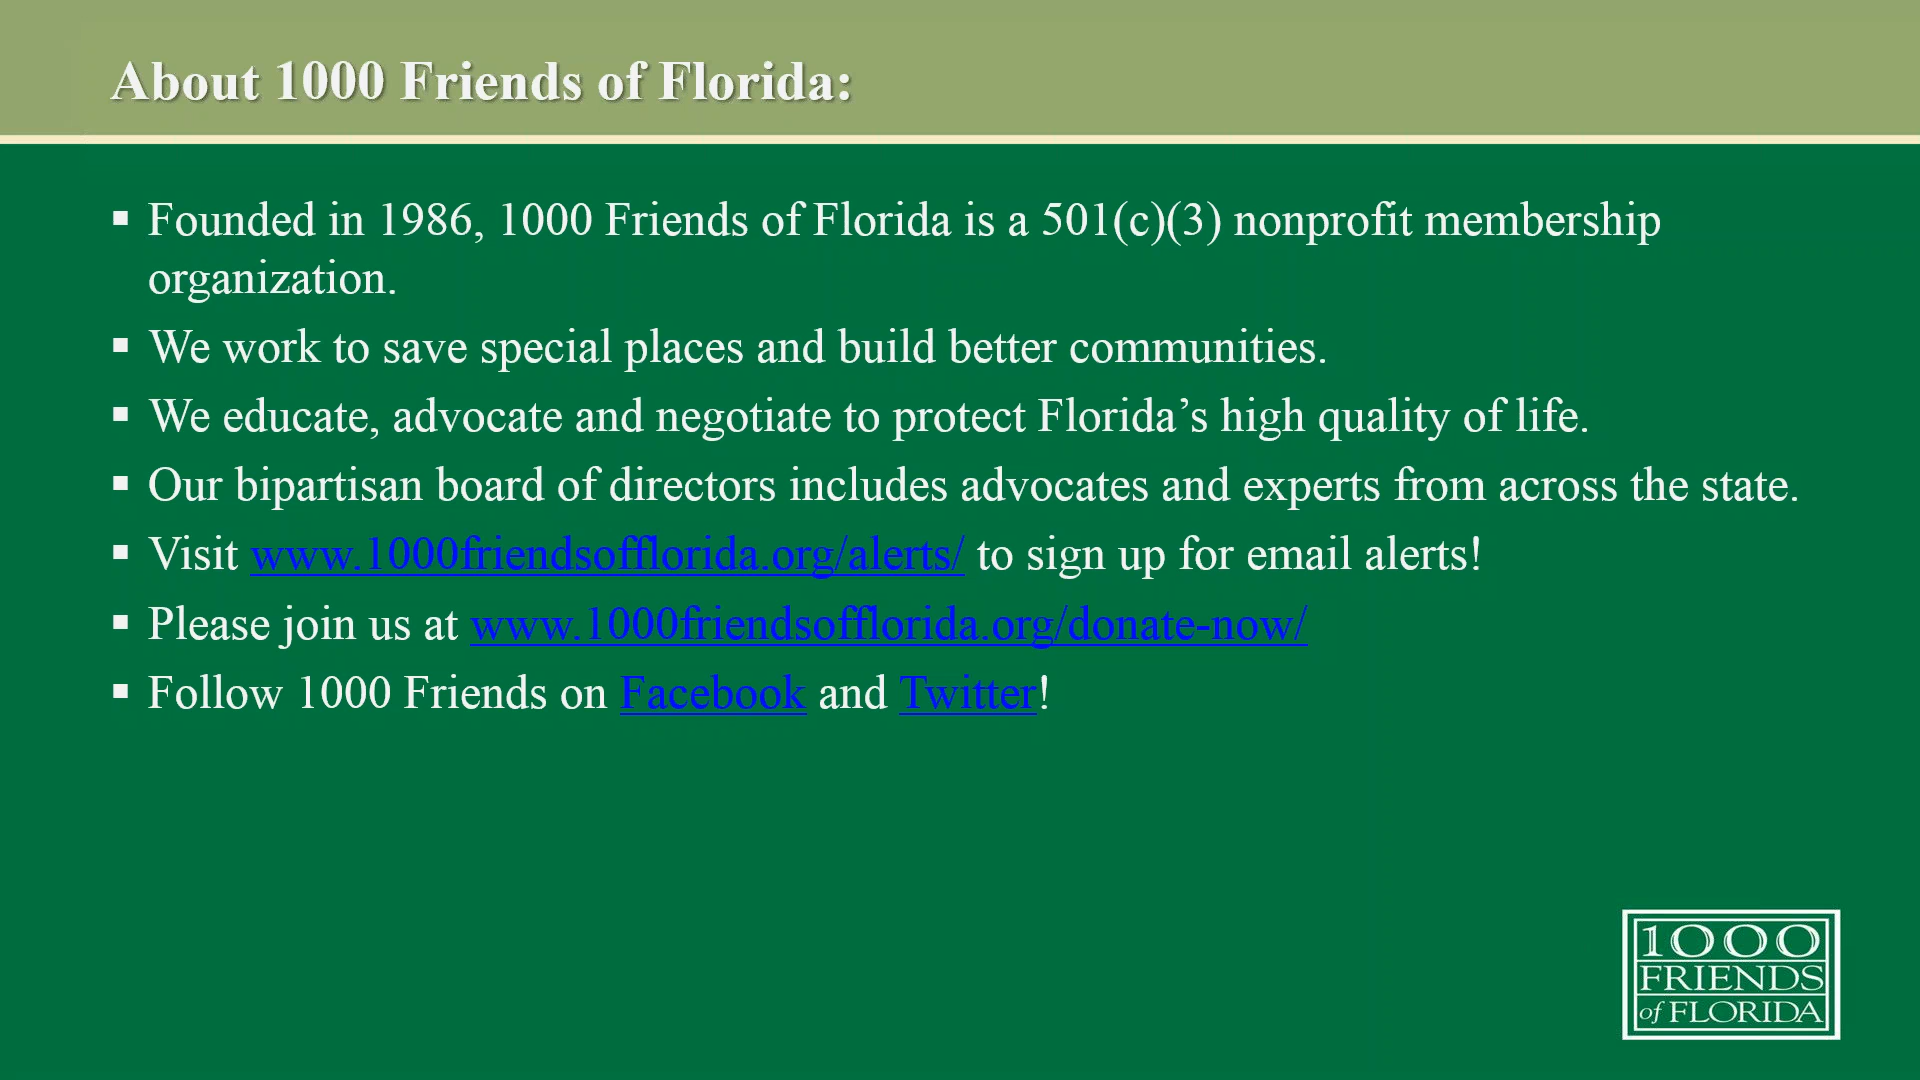 About 1000 Friends of Florida:
▪ Founded in 1986, 1000 Friends of Florida is a 501(c)(3) nonprofit membership
organization.
▪ We work to save special places and build better communities.
▪ We educate, advocate and negotiate to protect Florida’s high quality of life.
▪ Our bipartisan board of directors includes advocates and experts from across the state.
▪ Visit www.1000friendsofflorida.org/alerts/ to sign up for email alerts!
▪ Please join us at www.1000friendsofflorida.org/donate-now/
▪ Follow 1000 Friends on Facebook and Twitter!
1000
FRIENDS
of FLORIDA